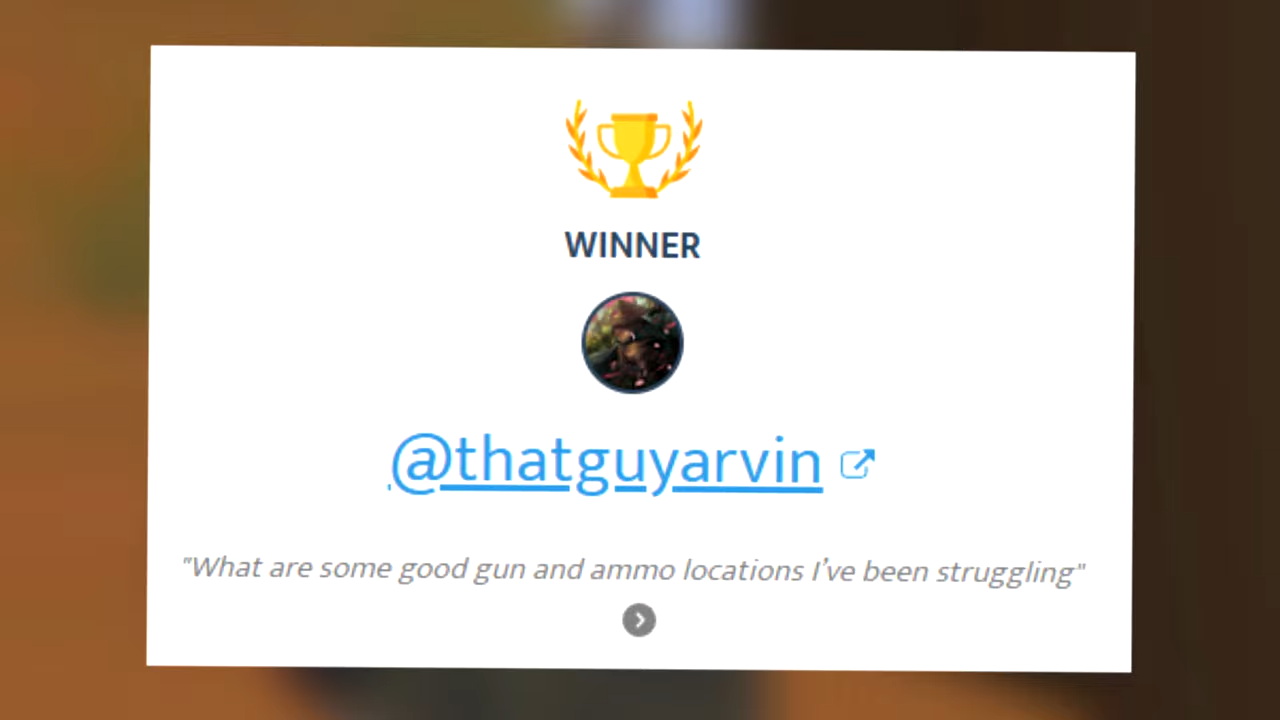 WINNER
@thatguyarvin
"What are some good gun and ammo locations I've been struggling"